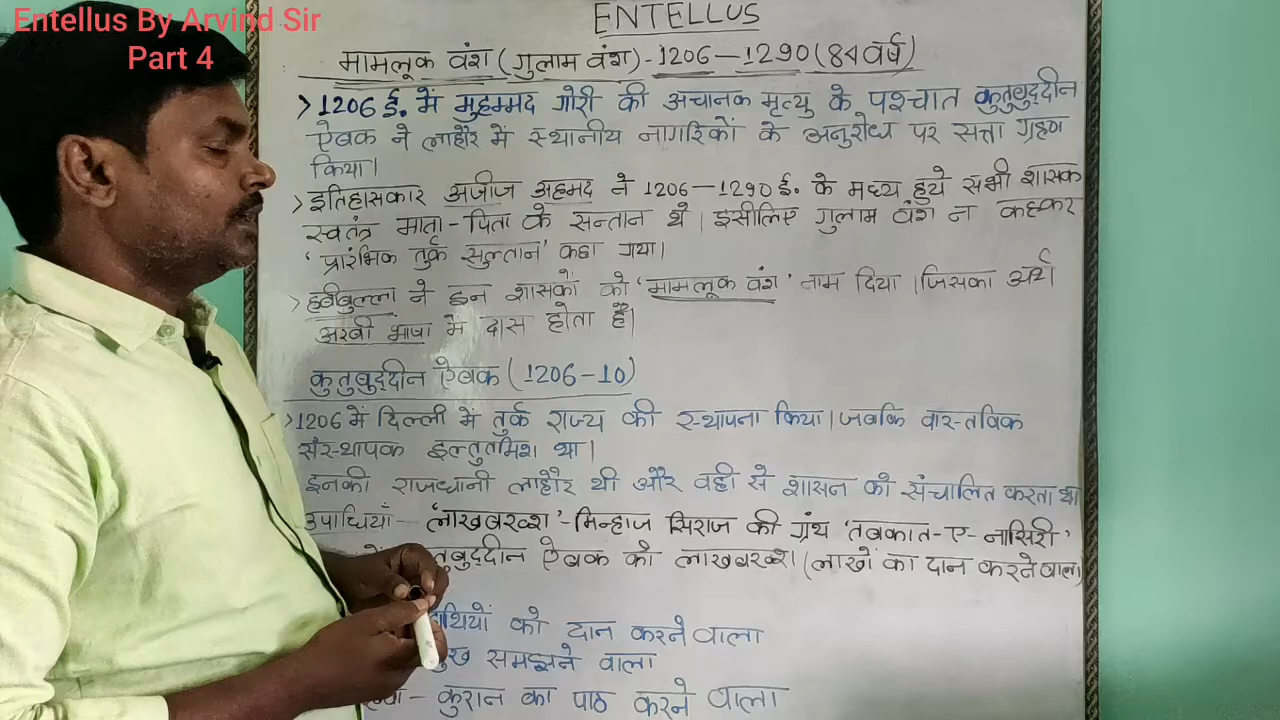 Entellus By Arvind Sir
Part 4
ENTELLUS
मामलूक वंश (गुलाम वंश)-1206-1290 (84 वर्ष)
> 1206 ई. में मुहम्मद गोरी की अचानक मृत्यु के पश्चात कुतुबुद्दीन
ऐबक ने लाहौर में स्थानीय नागरिकों के अनुरोध पर सत्ता ग्रहण
किया।
> इतिहासकार अजीज अहमद ने 1206-1290 ई. के मध्य हुये सभी शासक
स्वतंत्र माता-पिता के सन्तान थे। इसीलिए गुलाम वंश न कहकर
'प्रारंभिक तुर्क सुल्तान' कहा गया।
> हबीबुल्ला ने इन शासकों को 'मामलूक वंश' नाम दिया। जिसका अर्थ
अरबी भाषा में दास होता है।
कुतुबुद्दीन ऐबक (1206-10)
> 1206 में दिल्ली में तुर्क राज्य की स्थापना किया। जबकि वास्तविक
संस्थापक इल्तुतमिश था।
इनकी राजधानी लाहौर थी और वही से शासन को संचालित करता था
उपाधियाँ- 'लाखबख्श'-मिन्हाज सिराज की ग्रंथ 'तबकात-ए-नासिरी'
तुबुद्दीन ऐबक को लाखबख्श (लाखों का दान करने वाला)
हाथियों को दान करने वाला
समझने वाला
कुरान का पाठ करने वाला